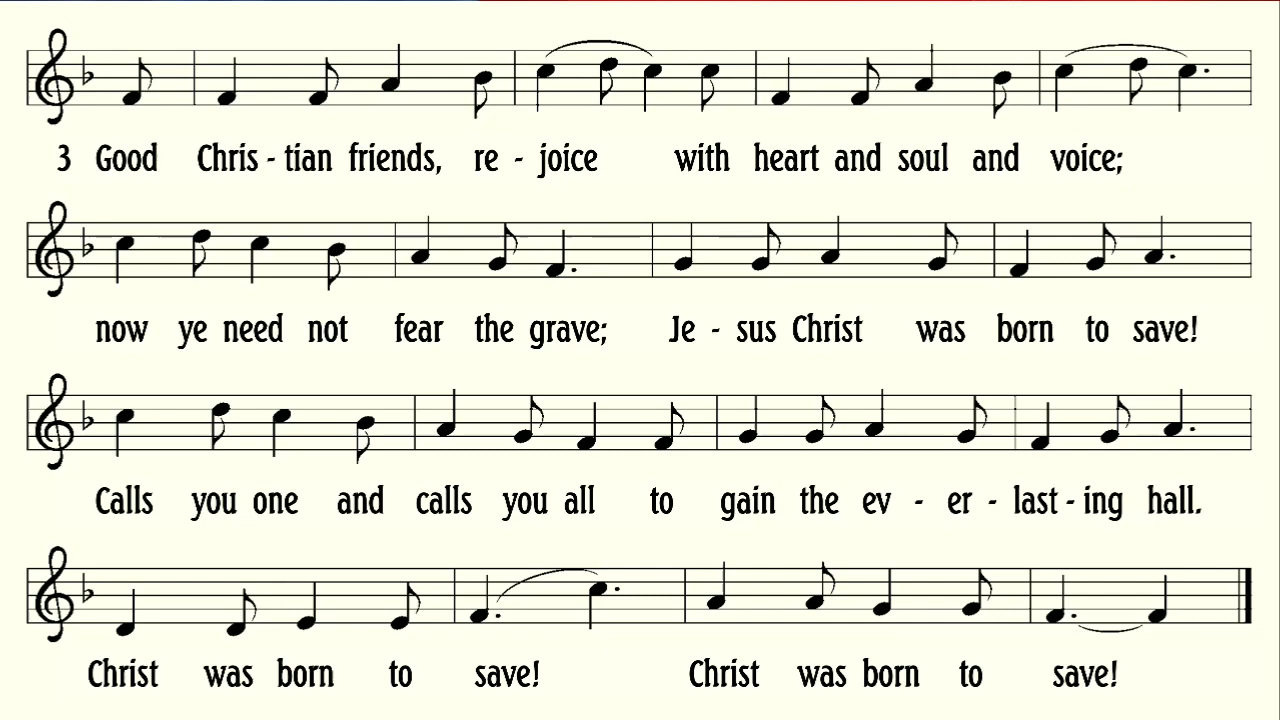 3 Good Chris - tian friends, re - joice with heart and soul and voice;
now ye need not fear the grave; Je - sus Christ was born to save!
Calls you one and calls you all to gain the ev - er - last - ing hall.
Christ was born to save! Christ was born to save!